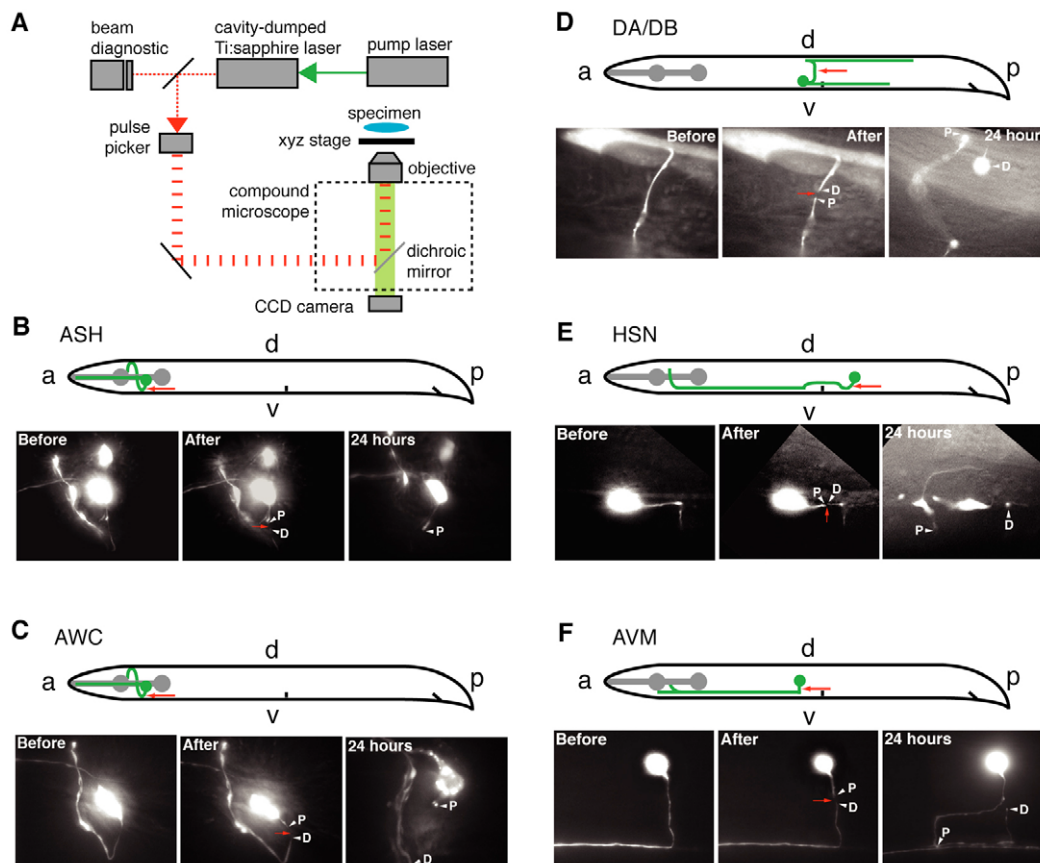 A
beam
diagnostic
cavity-dumped
Ti:sapphire laser
pump laser
pulse
picker
specimen
xyz stage
objective
compound
microscope
dichroic
mirror
CCD camera
B
ASH
d
a
p
v
Before
After
24 hours
P
D
P
C
AWC
d
a
p
v
Before
After
24 hours
P
D
P
D
D
DA/DB
d
a
p
v
Before
After
24 hour
D
P
P
D
E
HSN
d
a
p
v
Before
After
24 hours
P
D
P
D
F
AVM
d
a
p
v
Before
After
24 hours
P
D
D
P